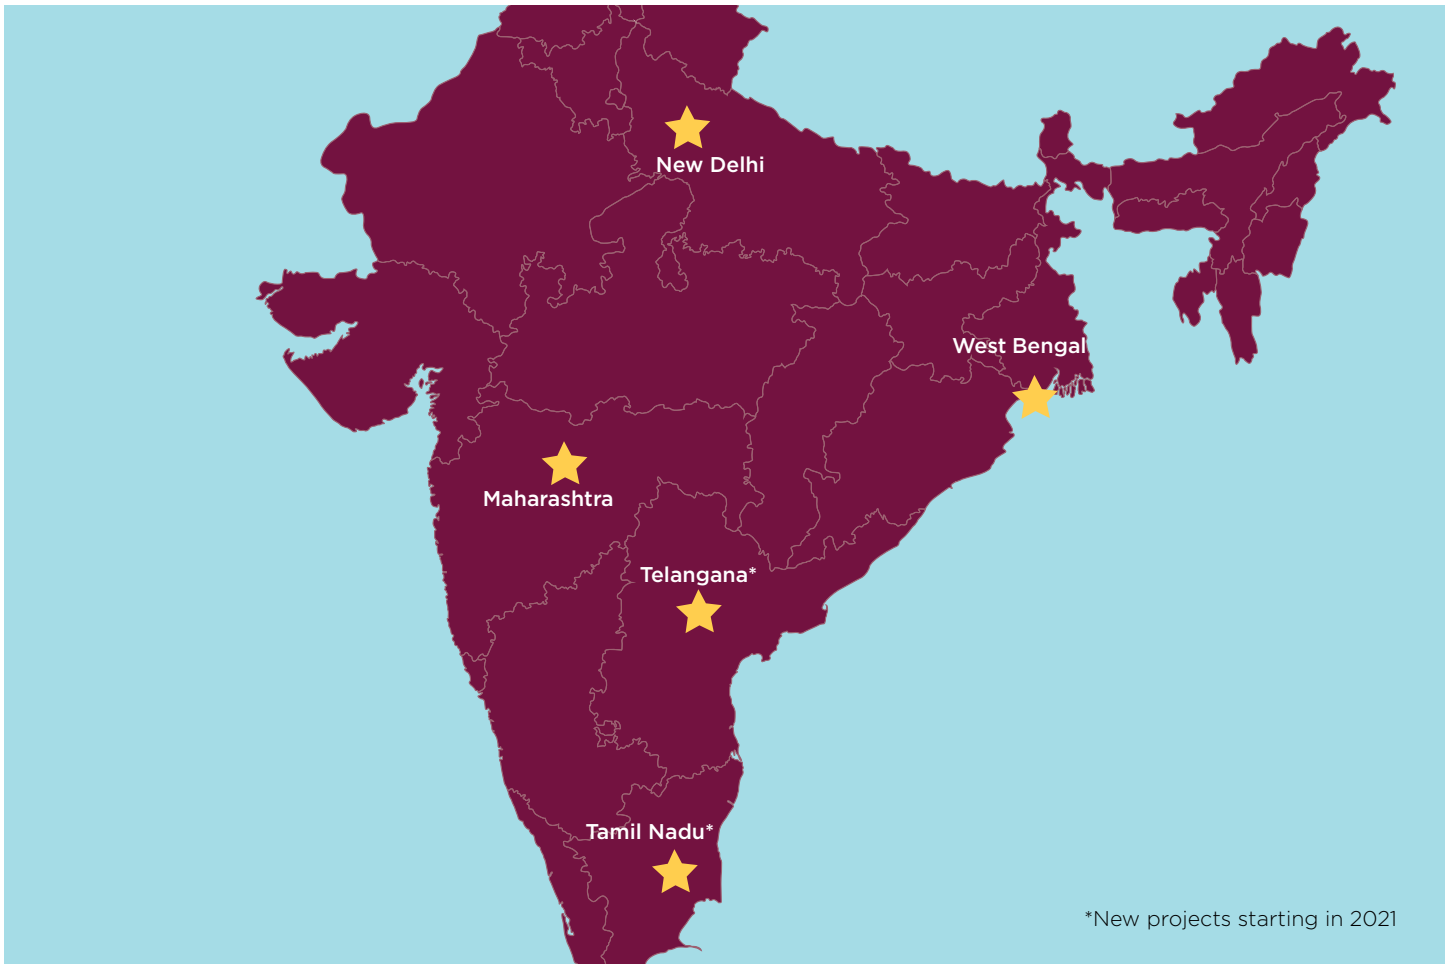 New Delhi
West Bengal
Maharashtra
Telangana*
Tamil Nadu*
*New projects starting in 2021